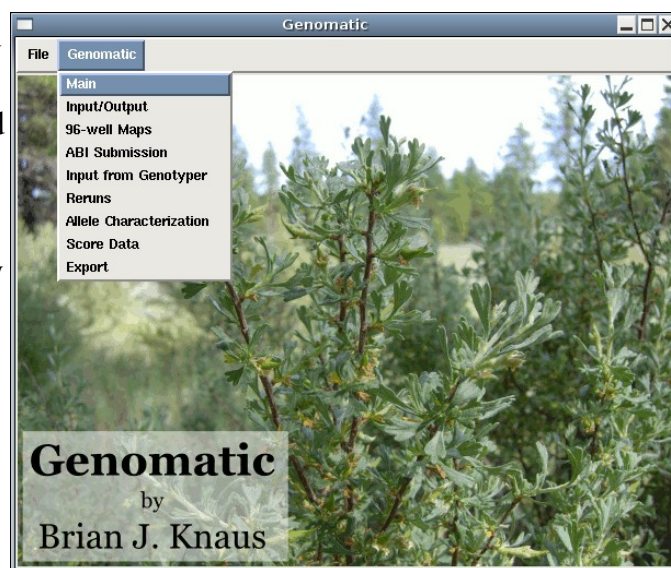 Genomatic
File Genomatic
Main
Input/Output
96-well Maps
ABI Submission
Input from Genotyper
Reruns
Allele Characterization
Score Data
Export
Genomatic
by
Brian J. Knaus